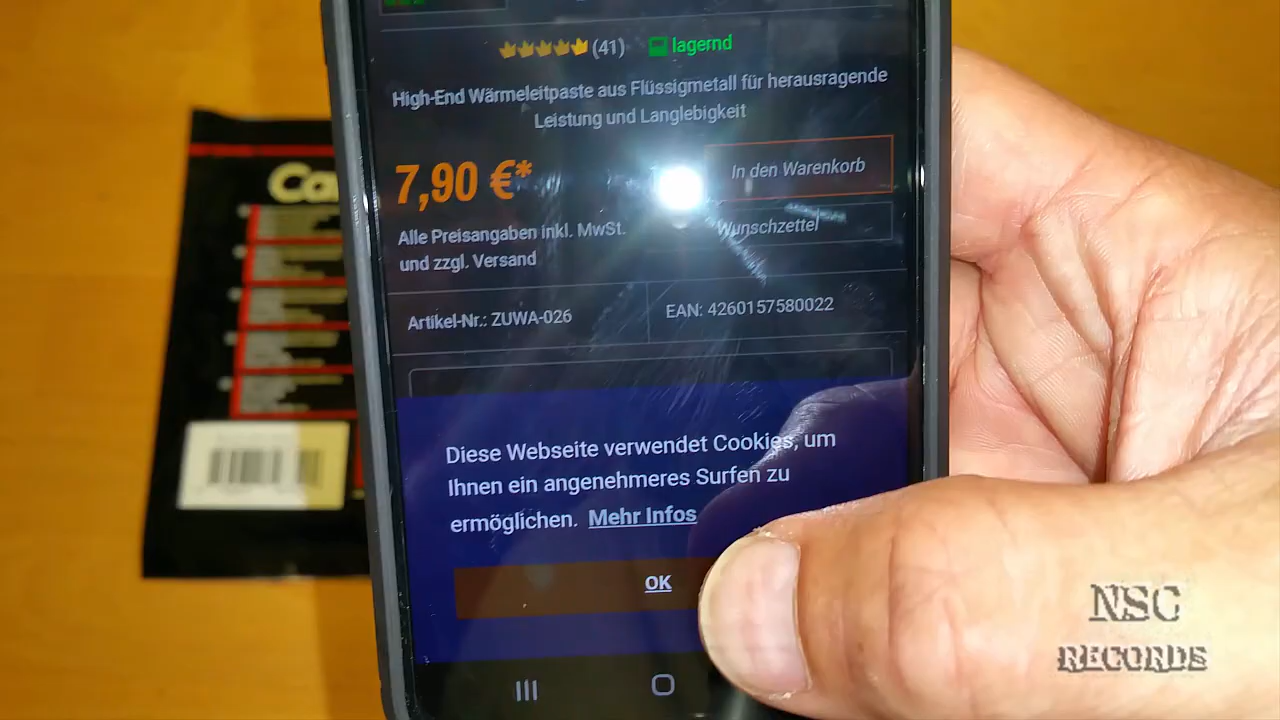 (41) lagernd
High-End Wärmeleitpaste aus Flüssigmetall für herausragende
Leistung und Langlebigkeit
7,90 €*
In den Warenkorb
Wunschzettel
Alle Preisangaben inkl. MwSt.
und zzgl. Versand
Artikel-Nr.: ZUWA-026
EAN: 4260157580022
Diese Webseite verwendet Cookies, um
Ihnen ein angenehmeres Surfen zu
ermöglichen. Mehr Infos
OK
NSC
RECORDS